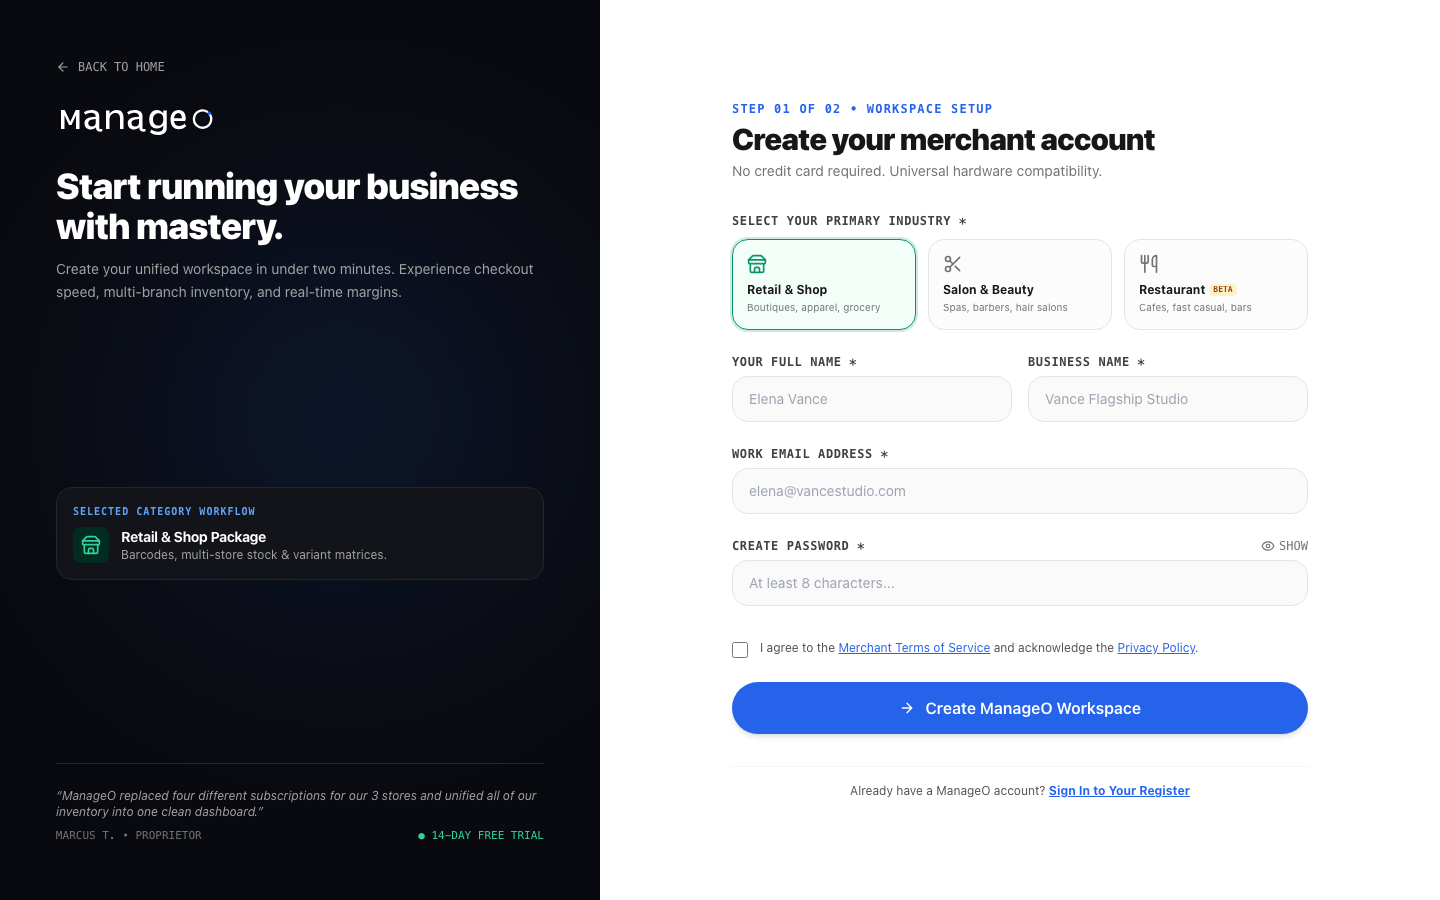 BACK TO HOME
ManageO
Start running your business
with mastery.
Create your unified workspace in under two minutes. Experience checkout
speed, multi-branch inventory, and real-time margins.
SELECTED CATEGORY WORKFLOW
Retail & Shop Package
Barcodes, multi-store stock & variant matrices.
“ManageO replaced four different subscriptions for our 3 stores and unified all of our
inventory into one clean dashboard.”
MARCUS T. • PROPRIETOR
● 14-DAY FREE TRIAL
STEP 01 OF 02 • WORKSPACE SETUP
Create your merchant account
No credit card required. Universal hardware compatibility.
SELECT YOUR PRIMARY INDUSTRY *
Retail & Shop
Boutiques, apparel, grocery
Salon & Beauty
Spas, barbers, hair salons
Restaurant BETA
Cafes, fast casual, bars
YOUR FULL NAME *
Elena Vance
BUSINESS NAME *
Vance Flagship Studio
WORK EMAIL ADDRESS *
elena@vancestudio.com
CREATE PASSWORD *
SHOW
At least 8 characters...
I agree to the Merchant Terms of Service and acknowledge the Privacy Policy.
Create ManageO Workspace
Already have a ManageO account? Sign In to Your Register